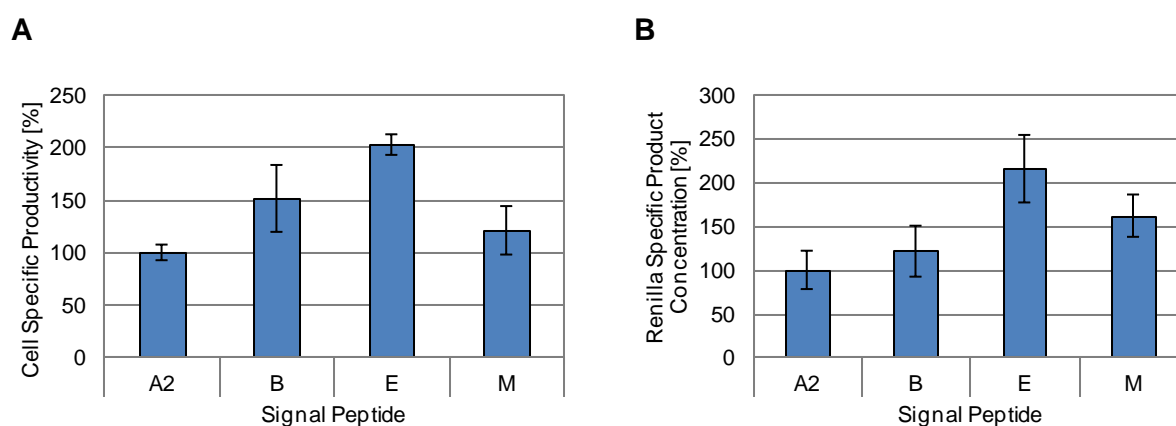 A
Cell Specific Productivity [%]
250
200
150
100
50
0
A2 B E M
Signal Peptide
B
Renilla Specific Product
Concentration [%]
300
250
200
150
100
50
0
A2 B E M
Signal Peptide